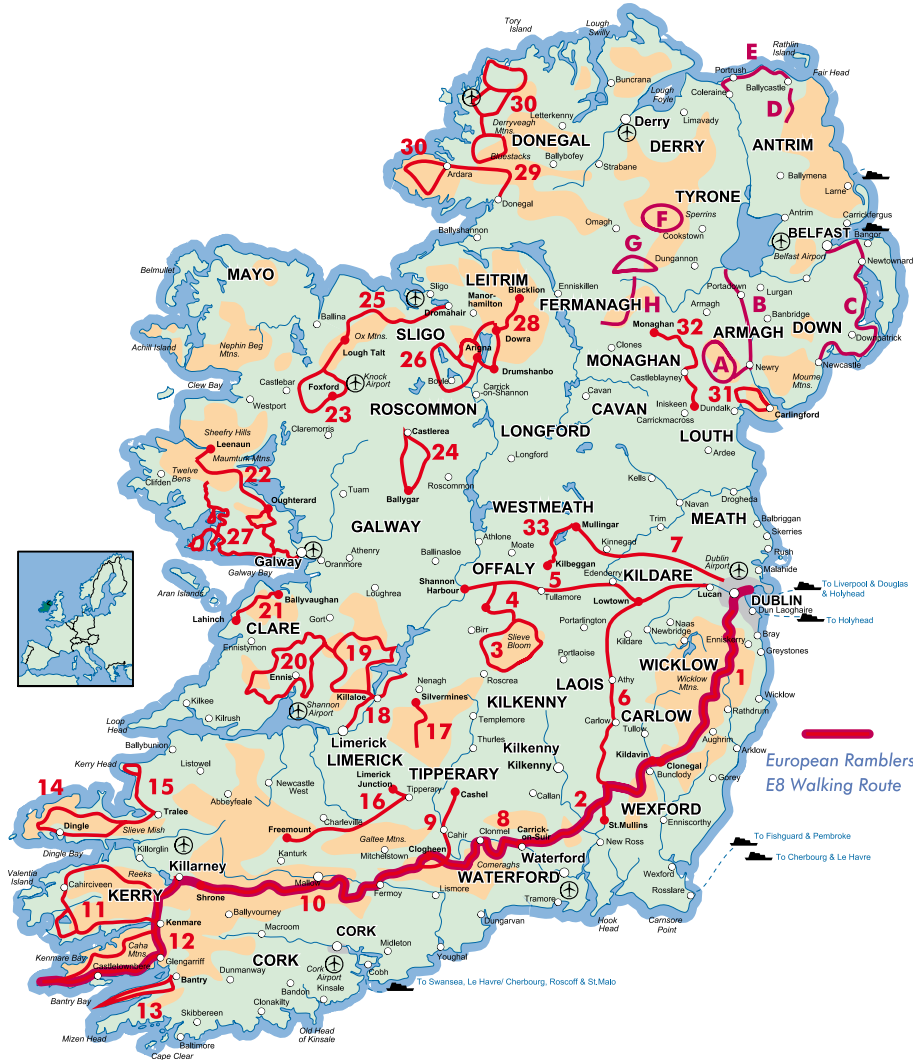 Tory
Island
Lough
Swilly
Rathlin
Island
E
Portrush
Fair Head
Buncrana
Coleraine
Ballycastle
D
30
Lough
Foyle
Letterkenny
Derry
Limavady
Derryveagh
Mtns.
DONEGAL
DERRY
ANTRIM
30
Bluestacks
Ballybofey
Strabane
Ardara
29
Ballymena
Larne
TYRONE
Donegal
F
Sperrins
Antrim
Carrickfergus
Omagh
Cookstown
BELFAST
Bangor
Ballyshannon
G
Belfast Airport
Newtownards
Dungannon
Belmullet
MAYO
LEITRIM
Sligo
Blacklion
Manor-
hamilton
Enniskillen
FERMANAGH
H
Portadown
Lurgan
25
Dromahair
Armagh
B
C
Ballina
SLIGO
28
Monaghan
32
Banbridge
Ox Mtns.
Dowra
Clones
ARMAGH
DOWN
Achill Island
Nephin Beg
Mtns.
Lough Talt
Arigna
MONAGHAN
Downpatrick
26
A
Newry
Newcastle
Drumshanbo
Castleblayney
Mourne
Mtns.
Clew Bay
Castlebar
Foxford
Knock
Airport
Boyle
Carrick
-on-Shannon
Cavan
31
Westport
23
ROSCOMMON
CAVAN
Iniskeen
Dundalk
Carlingford
Carrickmacross
Claremorris
Castlerea
LONGFORD
LOUTH
Sheefry Hills
Leenaun
24
Ardee
Maumturk Mtns.
Longford
Twelve
Bens
22
Kells
Clifden
Roscommon
Oughterard
Tuam
Ballygar
Drogheda
WESTMEATH
Navan
MEATH
27
GALWAY
33
Mullingar
Trim
Balbriggan
Skerries
Athlone
Kinnegad
7
Galway
Athenry
Ballinasloe
Moate
Dublin
Airport
Rush
Oranmore
Kilbeggan
Malahide
Galway Bay
OFFALY
Edenderry
KILDARE
Aran Islands
Loughrea
Shannon
Harbour
5
Lucan
To Liverpool & Douglas
& Holyhead
21
Ballyvaughan
Tullamore
Lowtown
DUBLIN
Dun Laoghaire
Lahinch
Gort
4
Portarlington
Naas
To Holyhead
CLARE
Birr
Kildare
Newbridge
Enniskerry
Bray
Ennistymon
19
Slieve
Bloom
3
Greystones
20
Portlaoise
WICKLOW
Ennis
Roscrea
LAOIS
Wicklow
Mtns.
1
Nenagh
Athy
Kilkee
Shannon
Airport
Killaloe
Silvermines
KILKENNY
6
Wicklow
18
Kilrush
CARLOW
Rathdrum
Loop
Head
17
Templemore
Carlow
Tullow
Aughrim
Limerick
Thurles
Kilkenny
Kildavin
Arklow
Ballybunion
LIMERICK
Kilkenny
Clonegal
Bunclody
European Ramblers
E8 Walking Route
Kerry Head
Listowel
Limerick
Junction
TIPPERARY
Gorey
15
Newcastle
West
Tipperary
Cashel
Callan
2
14
Abbeyfeale
16
WEXFORD
Tralee
Charleville
9
8
St.Mullins
Enniscorthy
Dingle
Slieve Mish
Freemount
Cahir
Clonmel
Carrick-
on-Suir
New Ross
To Fishguard & Pembroke
Dingle Bay
Killorglin
Galtee Mtns.
Clogheen
Waterford
To Cherbourg & Le Havre
Kanturk
Mitchelstown
Comeraghs
Valentia
Island
Reeks
Killarney
WATERFORD
Wexford
Cahirciveen
Mallow
Lismore
Rosslare
KERRY
Shrone
10
Fermoy
Tramore
11
Ballyvourney
Dungarvan
Hook
Head
Carnsore
Point
Kenmare
12
Macroom
CORK
Caha
Mtns.
Cork
Midleton
Youghal
Kenmare Bay
Glengarriff
Castletownbere
CORK
Cork
Airport
Cobh
Bantry
Dunmanway
To Swansea, Le Havre/ Cherbourg, Roscoff & St,Malo
Bantry Bay
Bandon
Kinsale
13
Clonakilty
Mizen Head
Skibbereen
Old Head
of Kinsale
Baltimore
Cape Clear